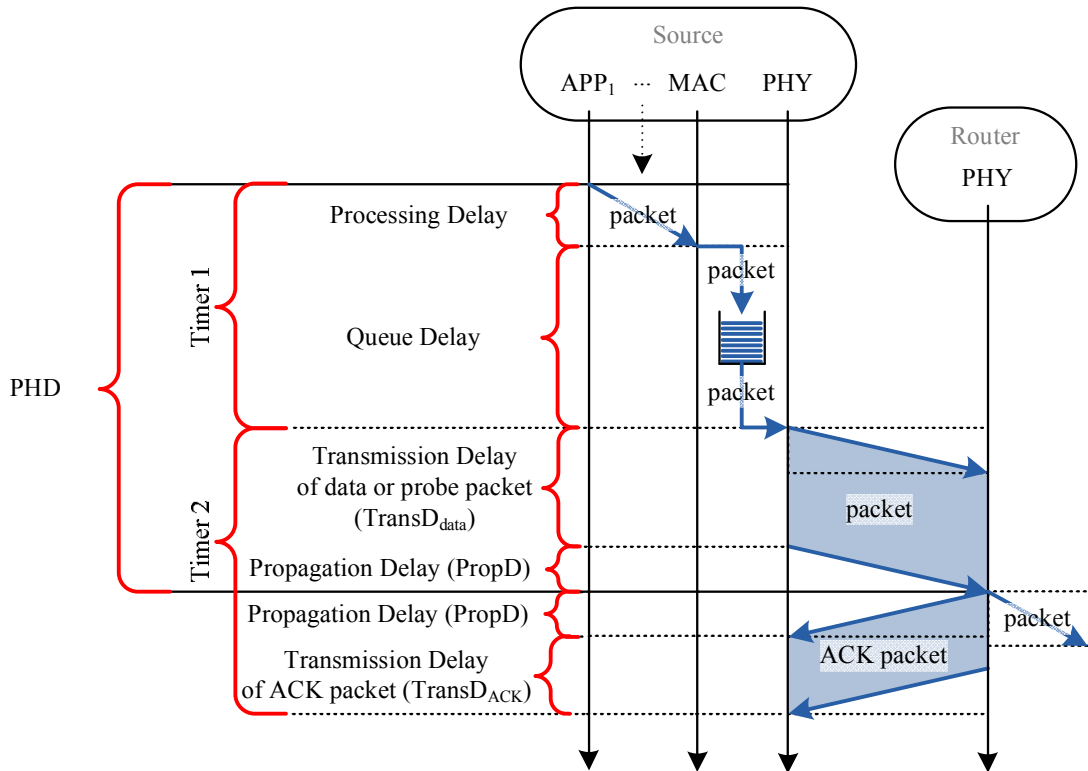 Source
APP₁ ... MAC PHY
Router
PHY
Processing Delay
packet
packet
Timer 1
Queue Delay
packet
PHD
Transmission Delay
of data or probe packet
(TransD_data)
packet
Timer 2
Propagation Delay (PropD)
Propagation Delay (PropD)
packet
Transmission Delay
of ACK packet (TransD_ACK)
ACK packet